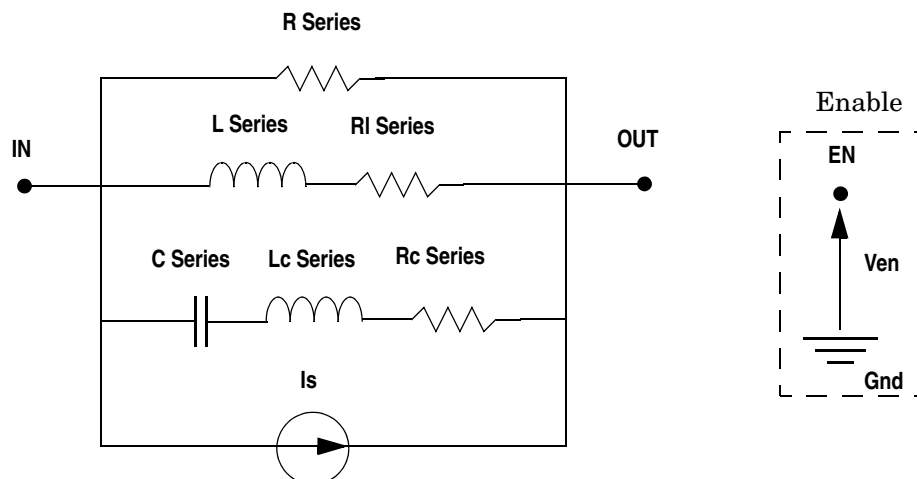 R Series
L Series
Rl Series
IN
OUT
C Series
Lc Series
Rc Series
Is
Enable
EN
Ven
Gnd